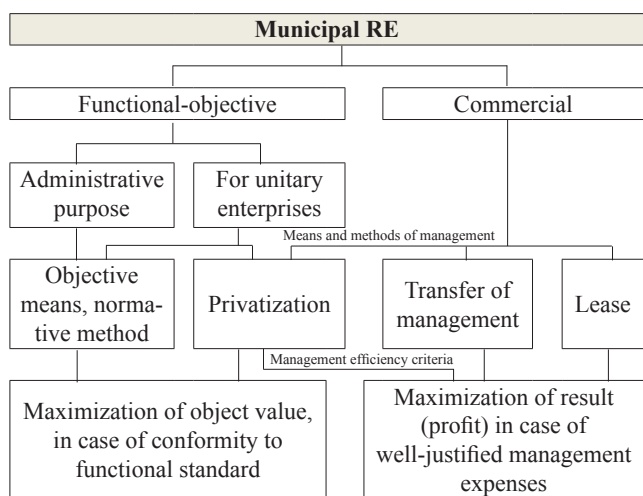 Municipal RE
Functional-objective
Commercial
Administrative
purpose
For unitary
enterprises
Means and methods of management
Objective
means, norma-
tive method
Privatization
Transfer of
management
Lease
Management efficiency criteria
Maximization of object value,
in case of conformity to
functional standard
Maximization of result
(profit) in case of
well-justified management
expenses